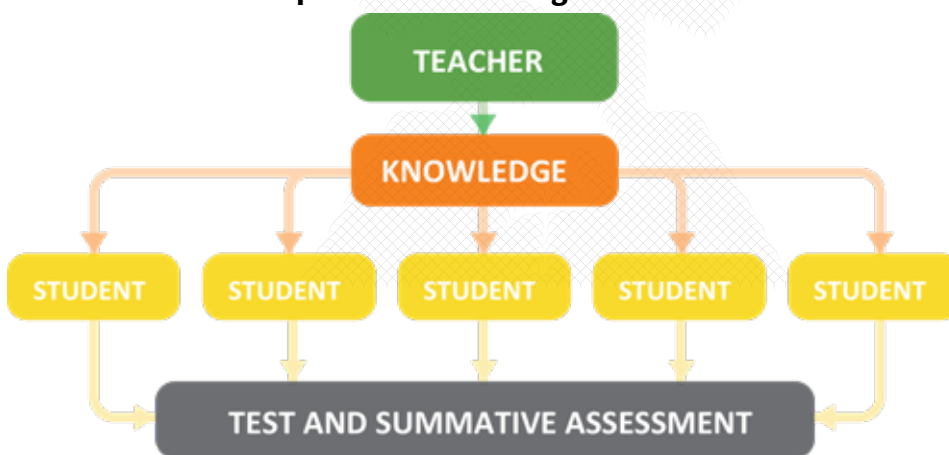 TEACHER
KNOWLEDGE
STUDENT STUDENT STUDENT STUDENT STUDENT
TEST AND SUMMATIVE ASSESSMENT